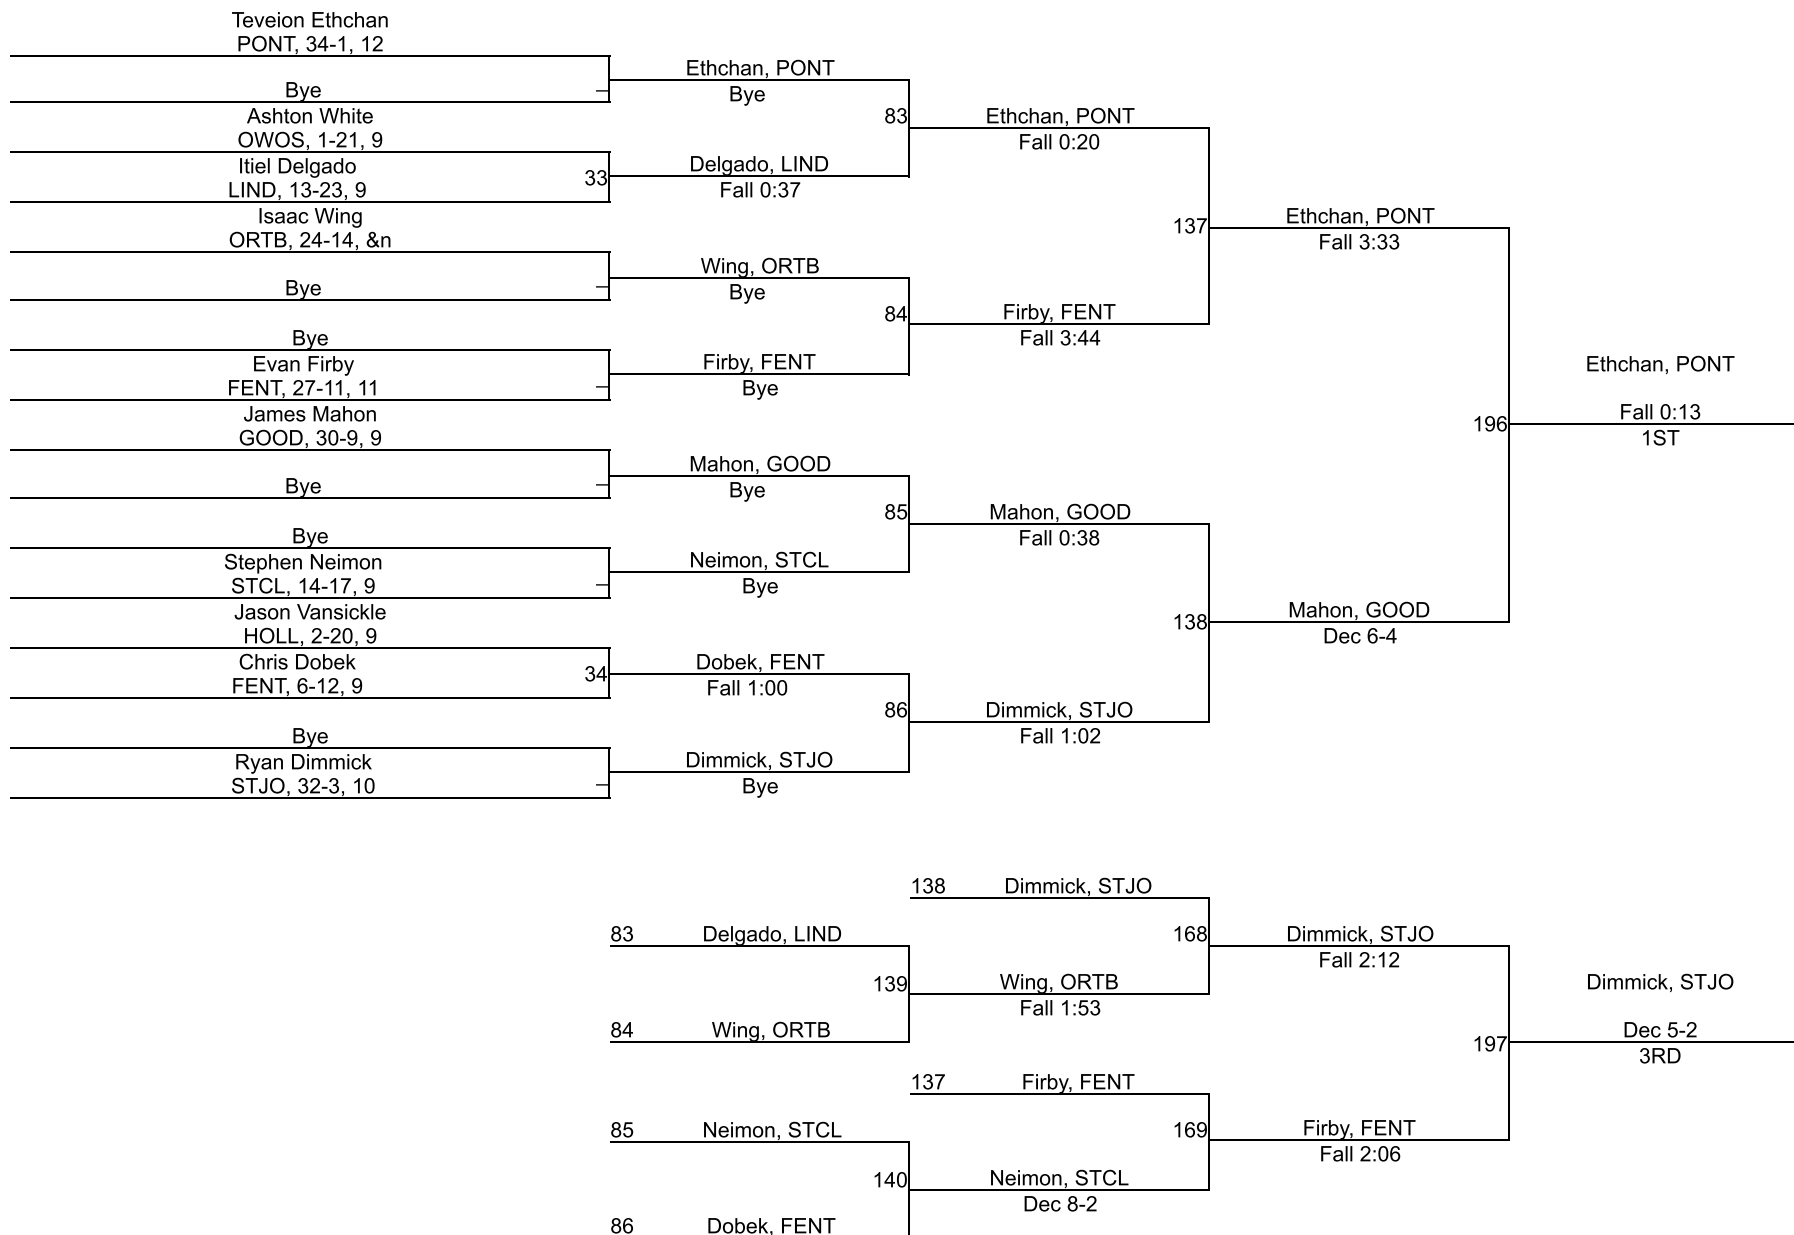 Teveion Ethchan
PONT, 34-1, 12
Bye
Ashton White
OWOS, 1-21, 9
Itiel Delgado
LIND, 13-23, 9
33
Isaac Wing
ORTB, 24-14, &n
Bye
Bye
Evan Firby
FENT, 27-11, 11
James Mahon
GOOD, 30-9, 9
Bye
Bye
Stephen Neimon
STCL, 14-17, 9
Jason Vansickle
HOLL, 2-20, 9
Chris Dobek
FENT, 6-12, 9
34
Bye
Ryan Dimmick
STJO, 32-3, 10
Ethchan, PONT
Bye
83
Delgado, LIND
Fall 0:37
Wing, ORTB
Bye
84
Firby, FENT
Bye
Mahon, GOOD
Bye
85
Neimon, STCL
Bye
Dobek, FENT
Fall 1:00
86
Dimmick, STJO
Bye
Ethchan, PONT
Fall 0:20
137
Firby, FENT
Fall 3:44
Mahon, GOOD
Fall 0:38
138
Dimmick, STJO
Fall 1:02
Ethchan, PONT
Fall 3:33
196
Mahon, GOOD
Dec 6-4
Ethchan, PONT
Fall 0:13
1ST
138 Dimmick, STJO
83 Delgado, LIND
139
84 Wing, ORTB
168
Wing, ORTB
Fall 1:53
137 Firby, FENT
85 Neimon, STCL
140
86 Dobek, FENT
169
Neimon, STCL
Dec 8-2
Dimmick, STJO
Fall 2:12
197
Firby, FENT
Fall 2:06
Dimmick, STJO
Dec 5-2
3RD